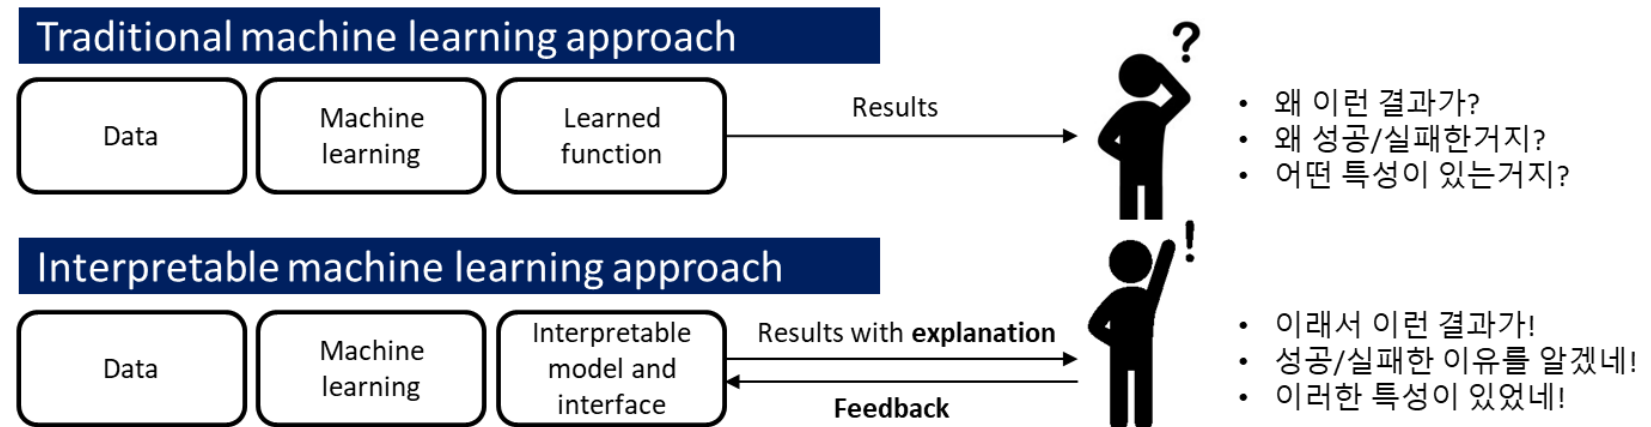 Traditional machine learning approach
Data
Machine
learning
Learned
function
Results
?
• 왜 이런 결과가?
• 왜 성공/실패한거지?
• 어떤 특성이 있는거지?
Interpretable machine learning approach
Data
Machine
learning
Interpretable
model and
interface
Results with explanation
Feedback
!
• 이래서 이런 결과가!
• 성공/실패한 이유를 알겠네!
• 이러한 특성이 있었네!